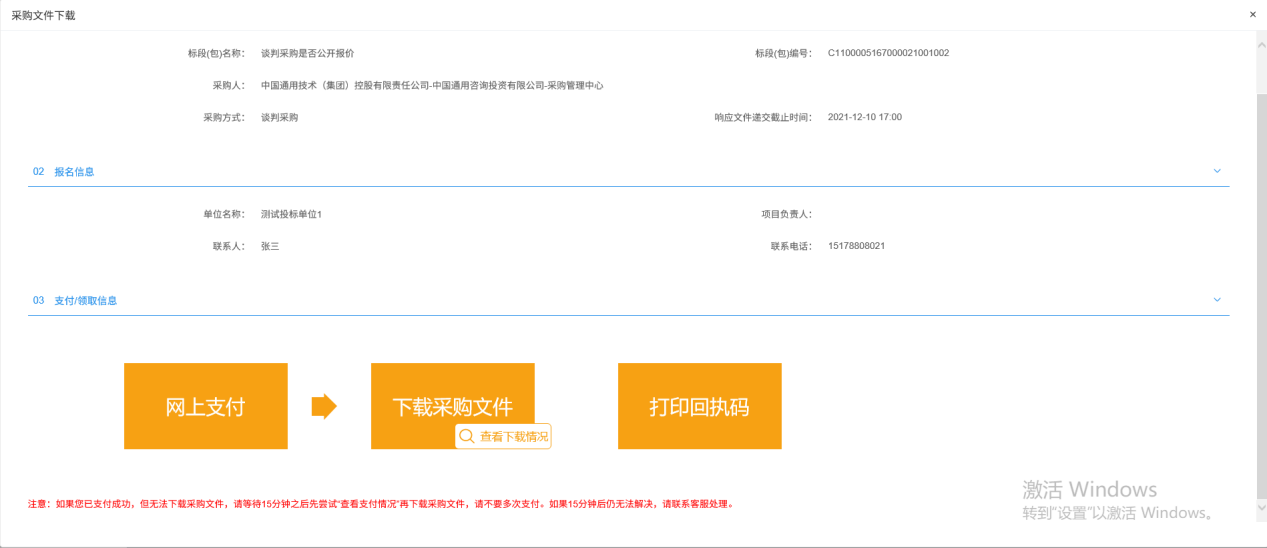 采购文件下载 ×
标段(包)名称： 谈判采购是否公开报价 标段(包)编号： C1100005167000021001002
采购人： 中国通用技术（集团）控股有限责任公司-中国通用咨询投资有限公司-采购管理中心
采购方式： 谈判采购 响应文件递交截止时间： 2021-12-10 17:00
02 报名信息
单位名称： 测试投标单位1 项目负责人：
联系人： 张三 联系电话： 15178808021
03 支付/领取信息
网上支付 下载采购文件 打印回执码
查看下载情况
注意：如果您已支付成功，但无法下载采购文件，请等待15分钟之后先尝试“查看支付情况”再下载采购文件，请不要多次支付。如果15分钟后仍无法解决，请联系客服处理。
激活 Windows
转到“设置”以激活 Windows。